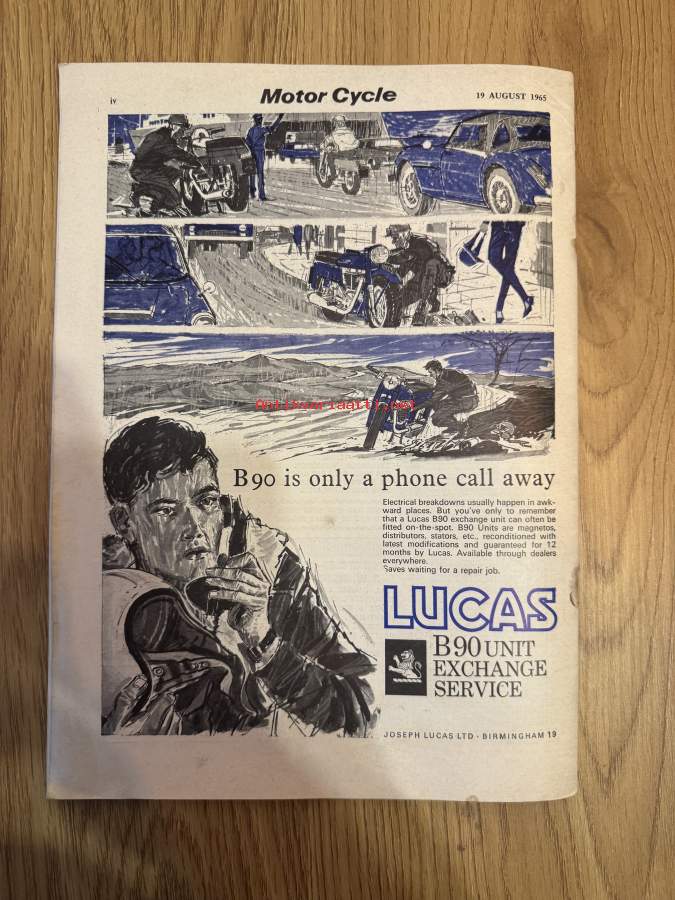 iv
Motor Cycle
19 AUGUST 1965
Antikvariaatti.net
B90 is only a phone call away
Electrical breakdowns usually happen in awk-
ward places. But you've only to remember
that a Lucas B90 exchange unit can often be
fitted on-the-spot. B90 Units are magnetos,
distributors, stators, etc., reconditioned with
latest modifications and guaranteed for 12
months by Lucas. Available through dealers
everywhere.
Saves waiting for a repair job.
LUCAS
B90 UNIT
EXCHANGE
SERVICE
JOSEPH LUCAS LTD · BIRMINGHAM 19